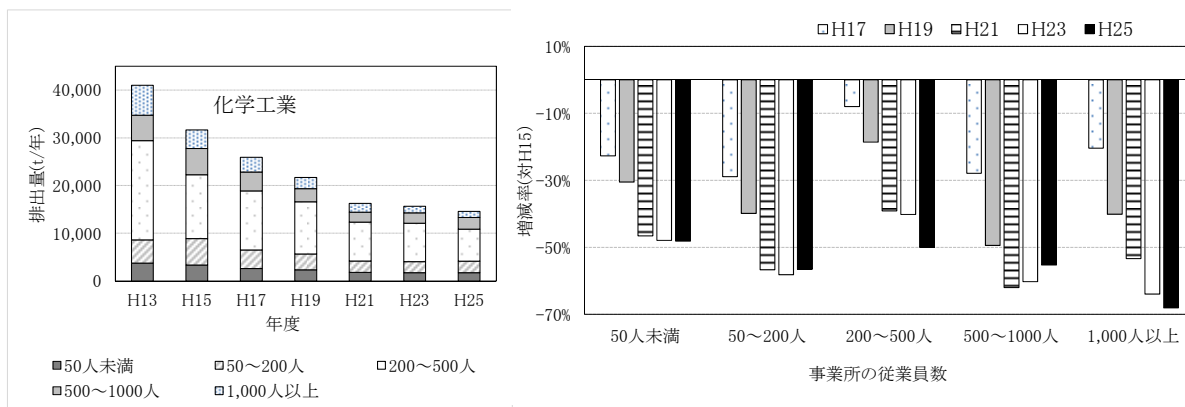 化学工業
排出量(t/年)
40,000
30,000
20,000
10,000
0
H13 H15 H17 H19 H21 H23 H25
年度
50人未満 50～200人 200～500人
500～1000人 1,000人以上
H17 H19 H21 H23 H25
増減率(対H15)
10%
-10%
-30%
-50%
-70%
50人未満 50～200人 200～500人 500～1000人 1,000人以上
事業所の従業員数